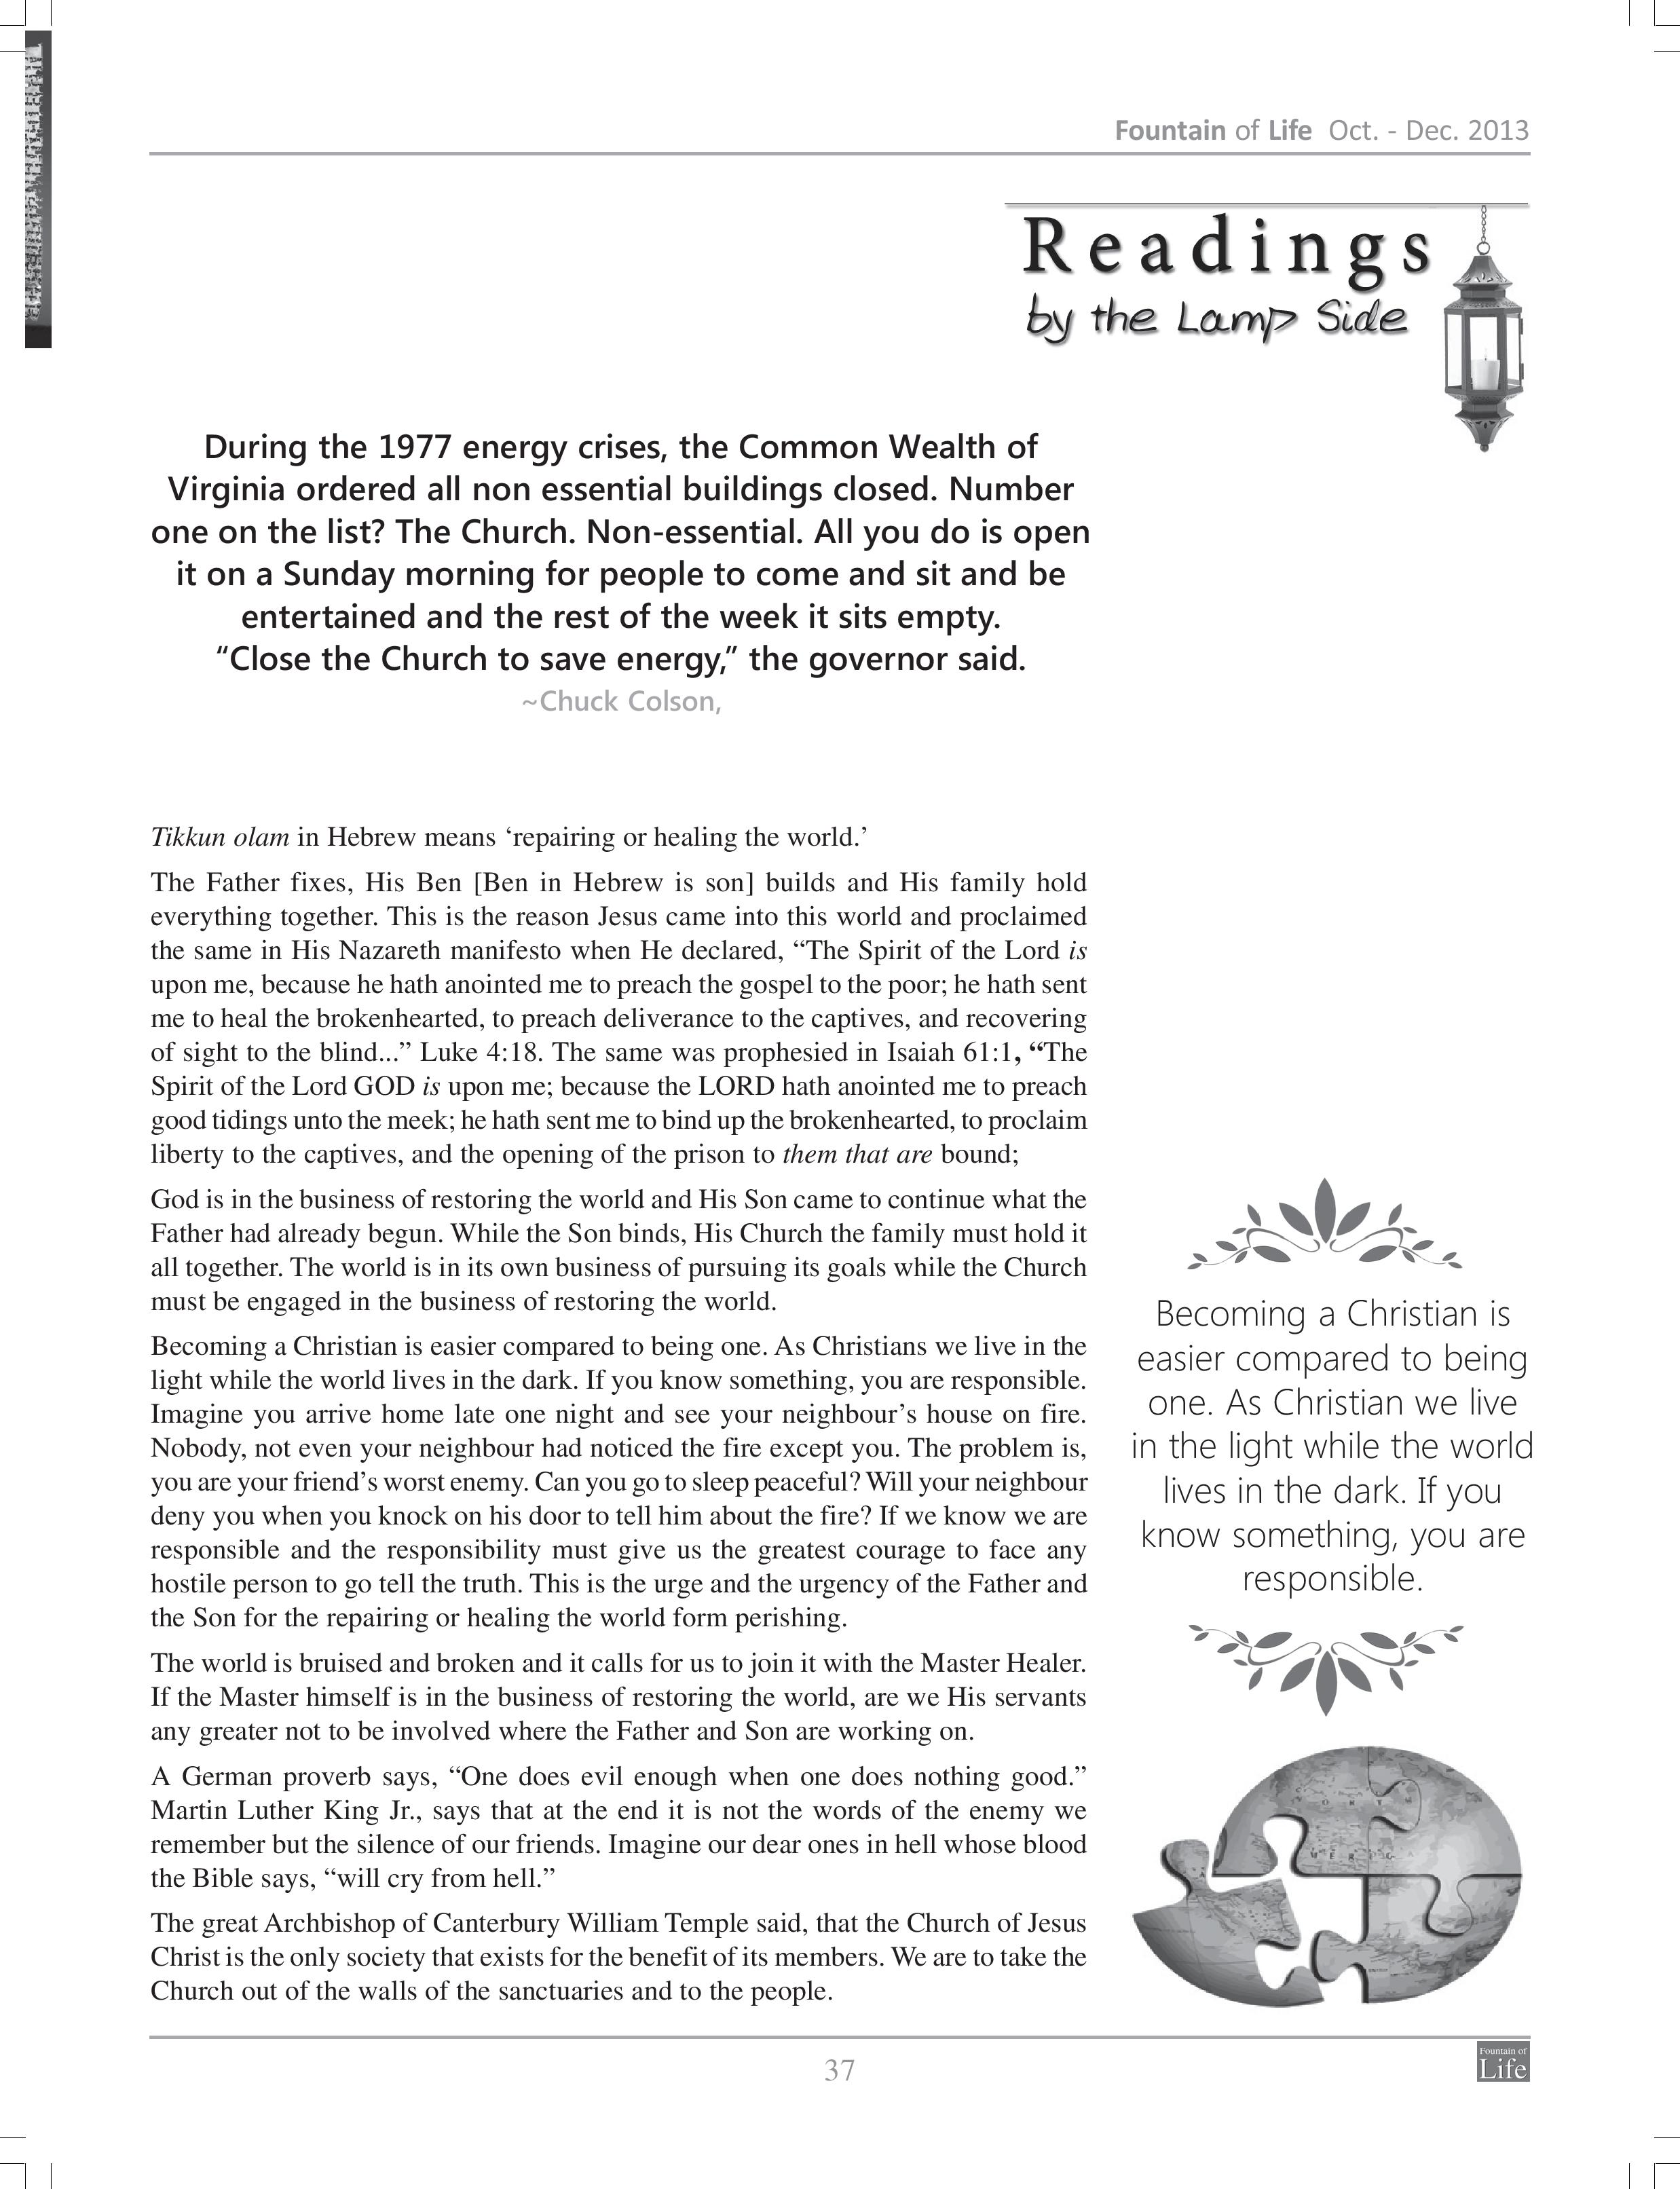 Fountain of Life Oct. - Dec. 2013
Readings
by the Lamp Side
During the 1977 energy crises, the Common Wealth of
Virginia ordered all non essential buildings closed. Number
one on the list? The Church. Non-essential. All you do is open
it on a Sunday morning for people to come and sit and be
entertained and the rest of the week it sits empty.
“Close the Church to save energy,” the governor said.
~Chuck Colson,
Tikkun olam in Hebrew means ‘repairing or healing the world.’
The Father fixes, His Ben [Ben in Hebrew is son] builds and His family hold
everything together. This is the reason Jesus came into this world and proclaimed
the same in His Nazareth manifesto when He declared, “The Spirit of the Lord is
upon me, because he hath anointed me to preach the gospel to the poor; he hath sent
me to heal the brokenhearted, to preach deliverance to the captives, and recovering
of sight to the blind...” Luke 4:18. The same was prophesied in Isaiah 61:1, “The
Spirit of the Lord GOD is upon me; because the LORD hath anointed me to preach
good tidings unto the meek; he hath sent me to bind up the brokenhearted, to proclaim
liberty to the captives, and the opening of the prison to them that are bound;
God is in the business of restoring the world and His Son came to continue what the
Father had already begun. While the Son binds, His Church the family must hold it
all together. The world is in its own business of pursuing its goals while the Church
must be engaged in the business of restoring the world.
Becoming a Christian is easier compared to being one. As Christians we live in the
light while the world lives in the dark. If you know something, you are responsible.
Imagine you arrive home late one night and see your neighbour’s house on fire.
Nobody, not even your neighbour had noticed the fire except you. The problem is,
you are your friend’s worst enemy. Can you go to sleep peaceful? Will your neighbour
deny you when you knock on his door to tell him about the fire? If we know we are
responsible and the responsibility must give us the greatest courage to face any
hostile person to go tell the truth. This is the urge and the urgency of the Father and
the Son for the repairing or healing the world form perishing.
The world is bruised and broken and it calls for us to join it with the Master Healer.
If the Master himself is in the business of restoring the world, are we His servants
any greater not to be involved where the Father and Son are working on.
A German proverb says, “One does evil enough when one does nothing good.”
Martin Luther King Jr., says that at the end it is not the words of the enemy we
remember but the silence of our friends. Imagine our dear ones in hell whose blood
the Bible says, “will cry from hell.”
The great Archbishop of Canterbury William Temple said, that the Church of Jesus
Christ is the only society that exists for the benefit of its members. We are to take the
Church out of the walls of the sanctuaries and to the people.
Becoming a Christian is
easier compared to being
one. As Christian we live
in the light while the world
lives in the dark. If you
know something, you are
responsible.
37
Fountain of
Life